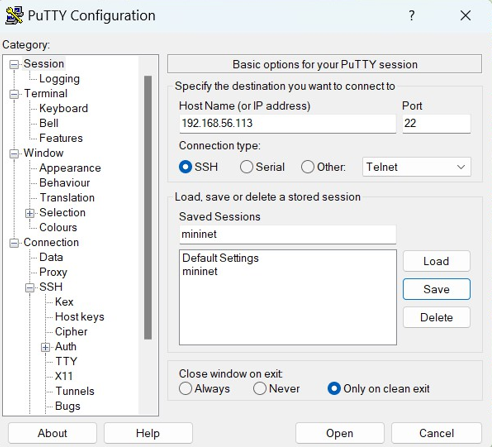 PuTTY Configuration
Category:
Session
Logging
Terminal
Keyboard
Bell
Features
Window
Appearance
Behaviour
Translation
Selection
Colours
Connection
Data
Proxy
SSH
Kex
Host keys
Cipher
Auth
TTY
X11
Tunnels
Bugs
Basic options for your PuTTY session
Specify the destination you want to connect to
Host Name (or IP address) Port
192.168.56.113 22
Connection type:
SSH Serial Other: Telnet
Load, save or delete a stored session
Saved Sessions
mininet
Default Settings
mininet
Load
Save
Delete
Close window on exit:
Always Never Only on clean exit
About Help Open Cancel